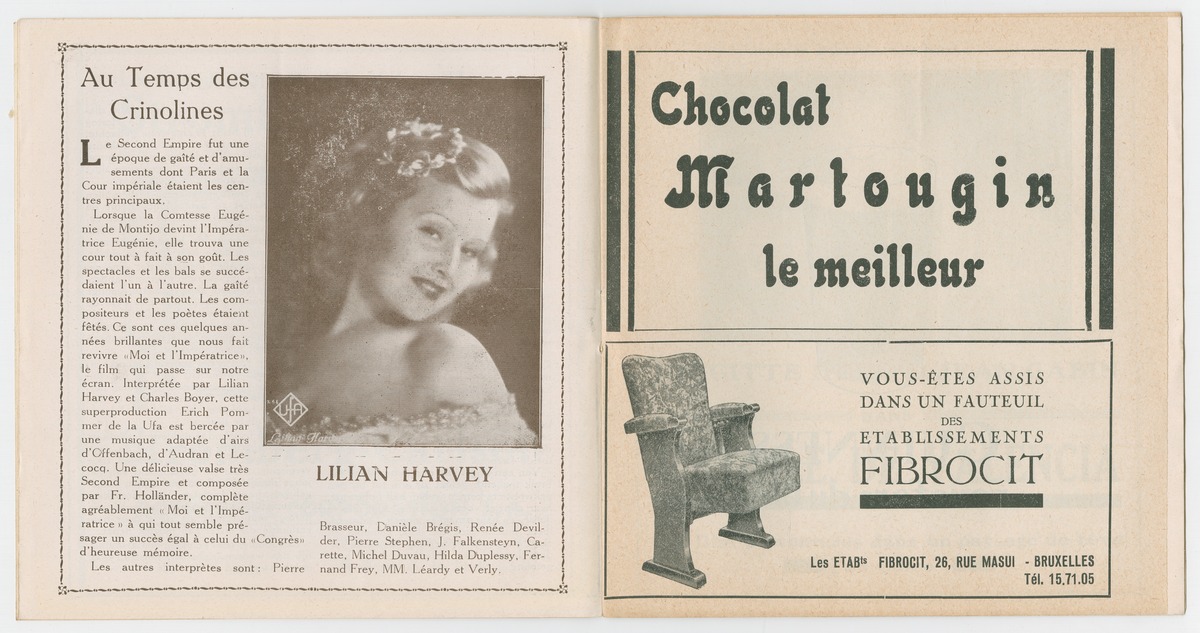 Au Temps des
Crinolines
Le Second Empire fut une
époque de gaîté et d'amu-
sements dont Paris et la
Cour impériale étaient les cen-
tres principaux.
Lorsque la Comtesse Eugé-
nie de Montijo devint l'Impéra-
trice Eugénie, elle trouva une
cour tout à fait à son goût. Les
spectacles et les bals se succé-
daient l'un à l'autre. La gaîté
rayonnait de partout. Les com-
positeurs et les poètes étaient
fêtés. Ce sont ces quelques an-
nées brillantes que nous fait
revivre «Moi et l'Impératrice»,
le film qui passe sur notre
écran. Interprétée par Lilian
Harvey et Charles Boyer, cette
superproduction Erich Pom-
mer de la Ufa est bercée par
une musique adaptée d'airs
d'Offenbach, d'Audran et Le-
cocq. Une délicieuse valse très
Second Empire et composée
par Fr. Holländer, complète
agréablement «Moi et l'Impé-
ratrice» à qui tout semble pré-
sager un succès égal à celui du «Congrès»
d'heureuse mémoire.
Les autres interprètes sont: Pierre
Brasseur, Danièle Brégis, Renée Devil-
der, Pierre Stephen, J. Falkensteyn, Ca-
rette, Michel Duvau, Hilda Duplessy, Fer-
nand Frey, MM. Léardy et Verly.
UFA
Lilian Harvey
LILIAN HARVEY
Chocolat
Martougin
le meilleur
VOUS-ÊTES ASSIS
DANS UN FAUTEUIL
DES
ETABLISSEMENTS
FIBROCIT
Les ETABts FIBROCIT, 26, RUE MASUI - BRUXELLES
Tél. 15.71.05